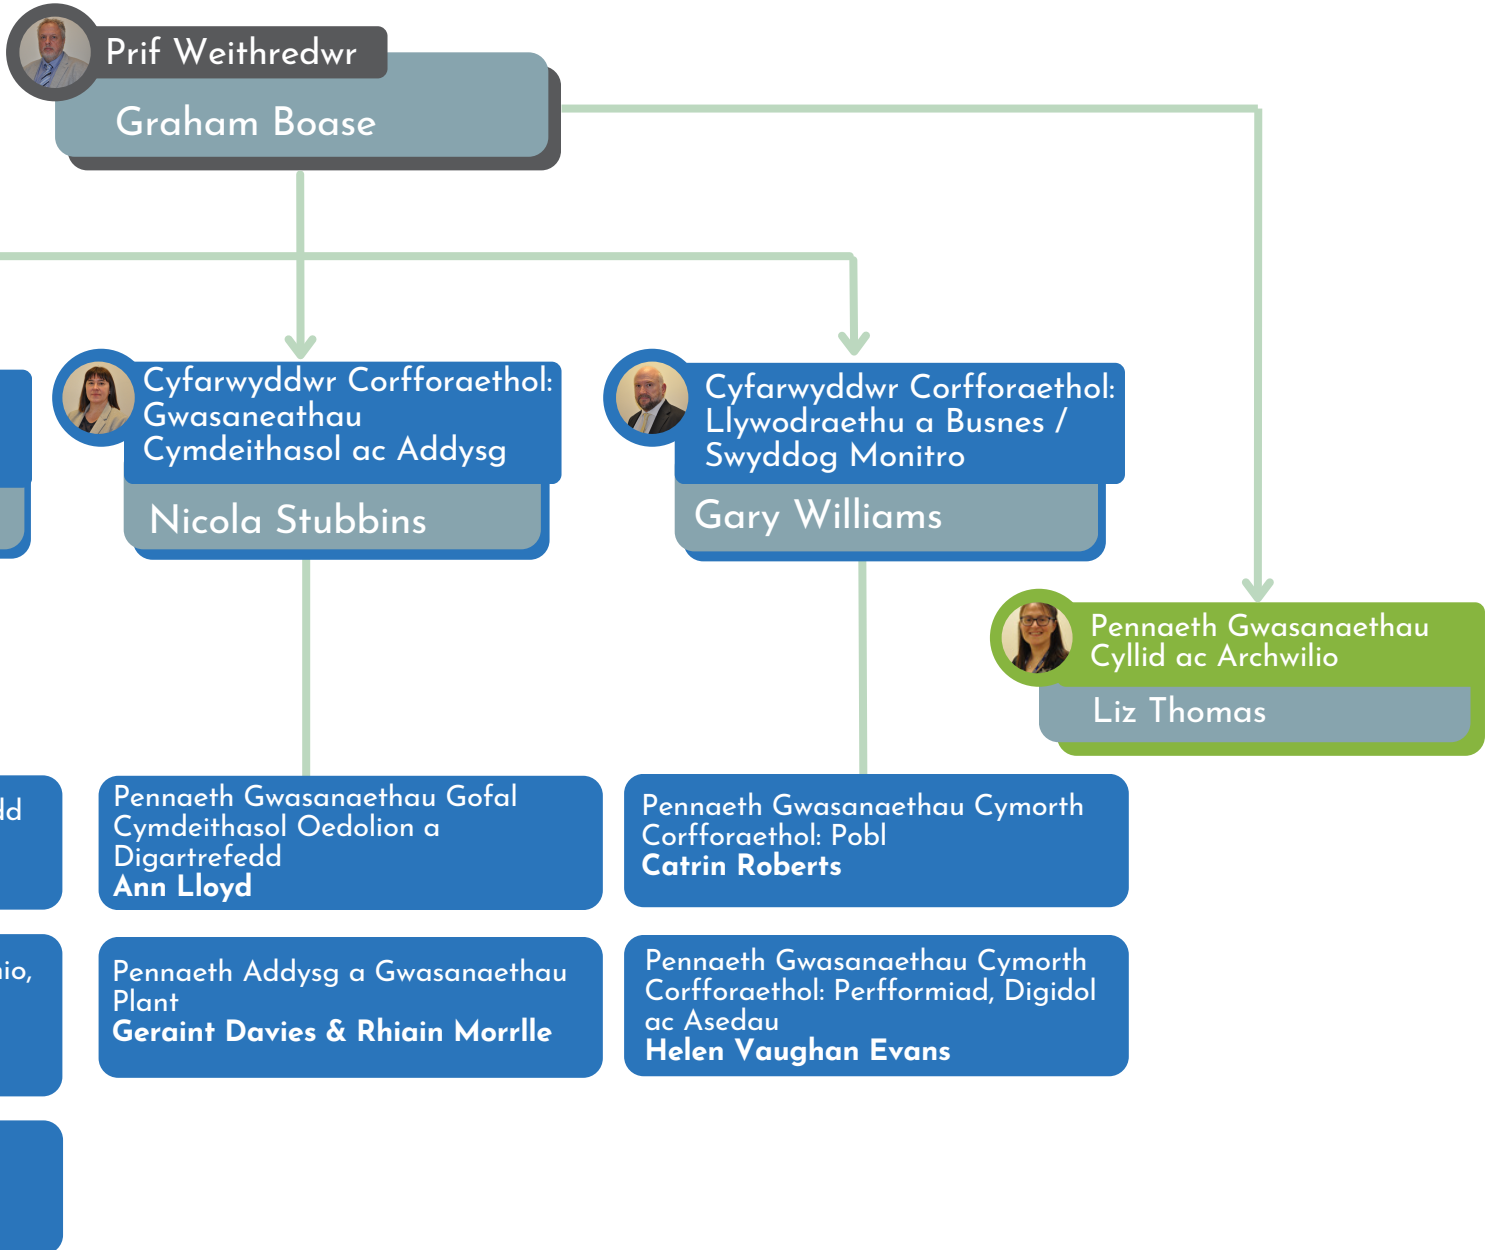 Prif Weithredwr
Graham Boase
Cyfarwyddwr Corfforaethol:
Gwasaneathau
Cymdeithasol ac Addysg
Nicola Stubbins
Cyfarwyddwr Corfforaethol:
Llywodraethu a Busnes /
Swyddog Monitro
Gary Williams
Pennaeth Gwasanaethau
Cyllid ac Archwilio
Liz Thomas
Pennaeth Gwasanaethau Gofal
Cymdeithasol Oedolion a
Digartrefedd
Ann Lloyd
Pennaeth Gwasanaethau Cymorth
Corfforaethol: Pobl
Catrin Roberts
Pennaeth Addysg a Gwasanaethau
Plant
Geraint Davies & Rhiain Morrlle
Pennaeth Gwasanaethau Cymorth
Corfforaethol: Perfformiad, Digidol
ac Asedau
Helen Vaughan Evans